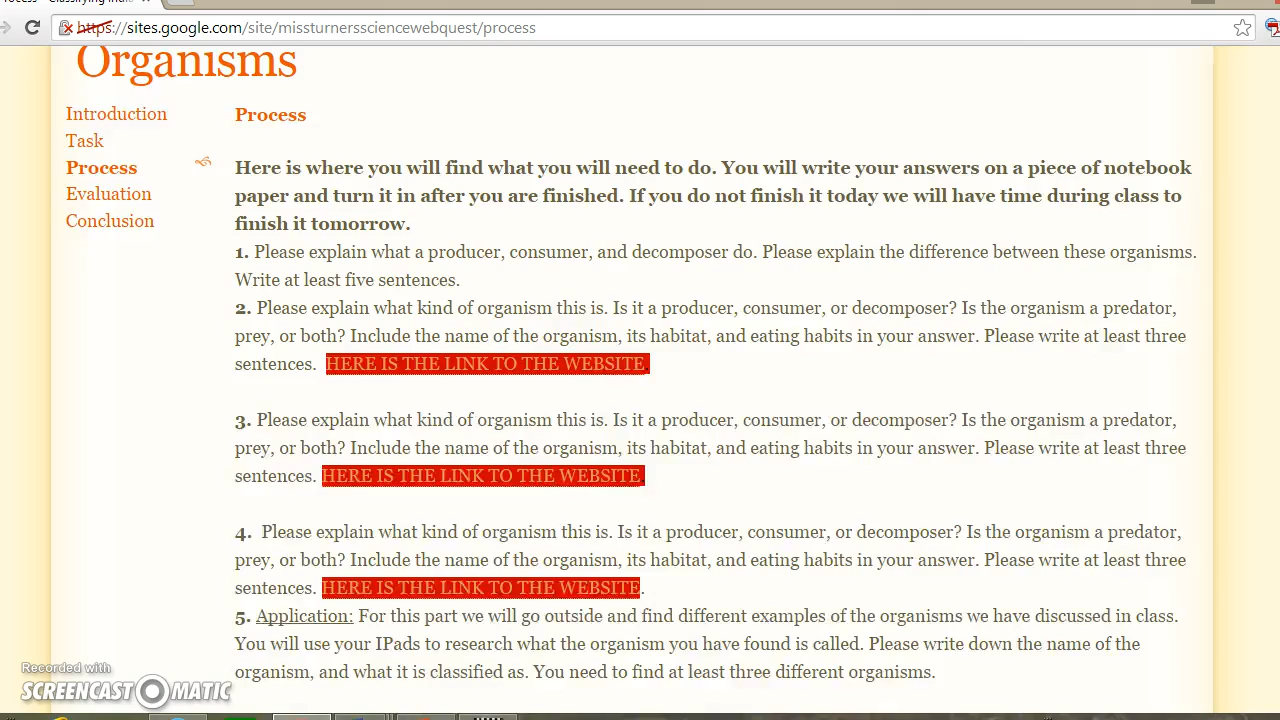 https://sites.google.com/site/missturnerssciencewebquest/process
Organisms
Introduction
Task
Process
Evaluation
Conclusion
Process
Here is where you will find what you will need to do. You will write your answers on a piece of notebook
paper and turn it in after you are finished. If you do not finish it today we will have time during class to
finish it tomorrow.
1. Please explain what a producer, consumer, and decomposer do. Please explain the difference between these organisms.
Write at least five sentences.
2. Please explain what kind of organism this is. Is it a producer, consumer, or decomposer? Is the organism a predator,
prey, or both? Include the name of the organism, its habitat, and eating habits in your answer. Please write at least three
sentences. HERE IS THE LINK TO THE WEBSITE.
3. Please explain what kind of organism this is. Is it a producer, consumer, or decomposer? Is the organism a predator,
prey, or both? Include the name of the organism, its habitat, and eating habits in your answer. Please write at least three
sentences. HERE IS THE LINK TO THE WEBSITE.
4. Please explain what kind of organism this is. Is it a producer, consumer, or decomposer? Is the organism a predator,
prey, or both? Include the name of the organism, its habitat, and eating habits in your answer. Please write at least three
sentences. HERE IS THE LINK TO THE WEBSITE.
5. Application: For this part we will go outside and find different examples of the organisms we have discussed in class.
You will use your IPads to research what the organism you have found is called. Please write down the name of the
organism, and what it is classified as. You need to find at least three different organisms.
Recorded with
SCREENCAST MATIC